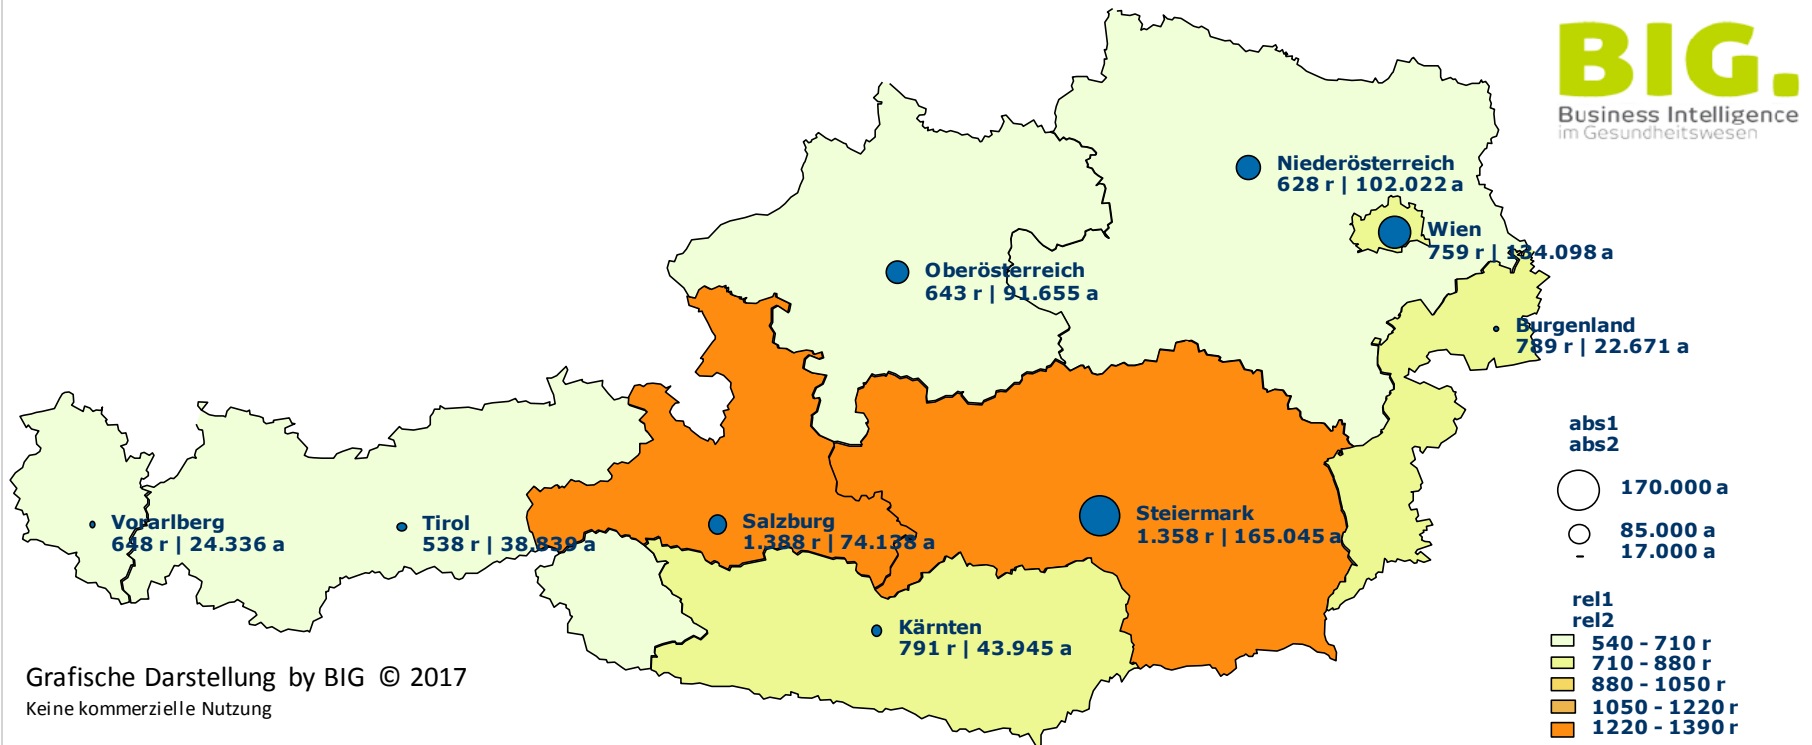 BIG.
Business Intelligence
im Gesundheitswesen
Niederösterreich
628 r | 102.022 a
Wien
759 r | 134.098 a
Oberösterreich
643 r | 91.655 a
Burgenland
789 r | 22.671 a
Vorarlberg
648 r | 24.336 a
Tirol
538 r | 38.839 a
Salzburg
1.388 r | 74.138 a
Steiermark
1.358 r | 165.045 a
Kärnten
791 r | 43.945 a
abs1
abs2
170.000 a
85.000 a
17.000 a
rel1
rel2
540 - 710 r
710 - 880 r
880 - 1050 r
1050 - 1220 r
1220 - 1390 r
Grafische Darstellung by BIG © 2017
Keine kommerzielle Nutzung